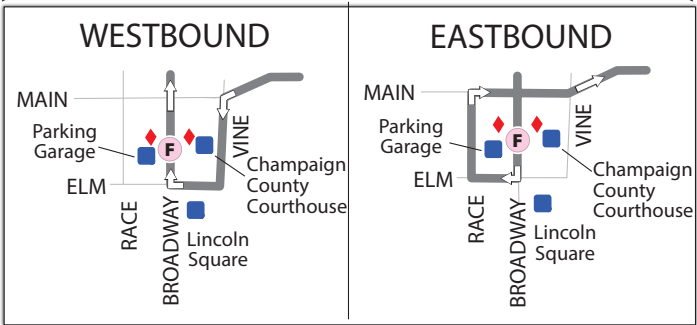 WESTBOUND
MAIN
Parking
Garage
F
VINE
Champaign
County
Courthouse
ELM
RACE
BROADWAY
Lincoln
Square
EASTBOUND
MAIN
Parking
Garage
F
VINE
Champaign
County
Courthouse
ELM
RACE
BROADWAY
Lincoln
Square